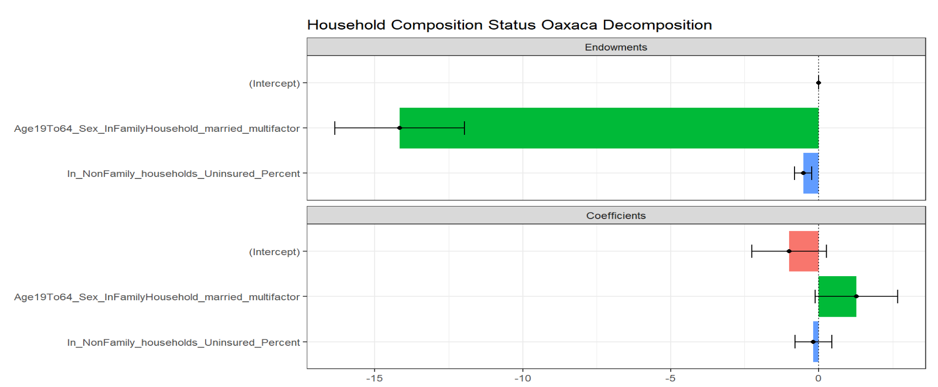 Household Composition Status Oaxaca Decomposition
Endowments
(Intercept)
Age19To64_Sex_InFamilyHousehold_married_multifactor
In_NonFamily_households_Uninsured_Percent
Coefficients
(Intercept)
Age19To64_Sex_InFamilyHousehold_married_multifactor
In_NonFamily_households_Uninsured_Percent
-15 -10 -5 0